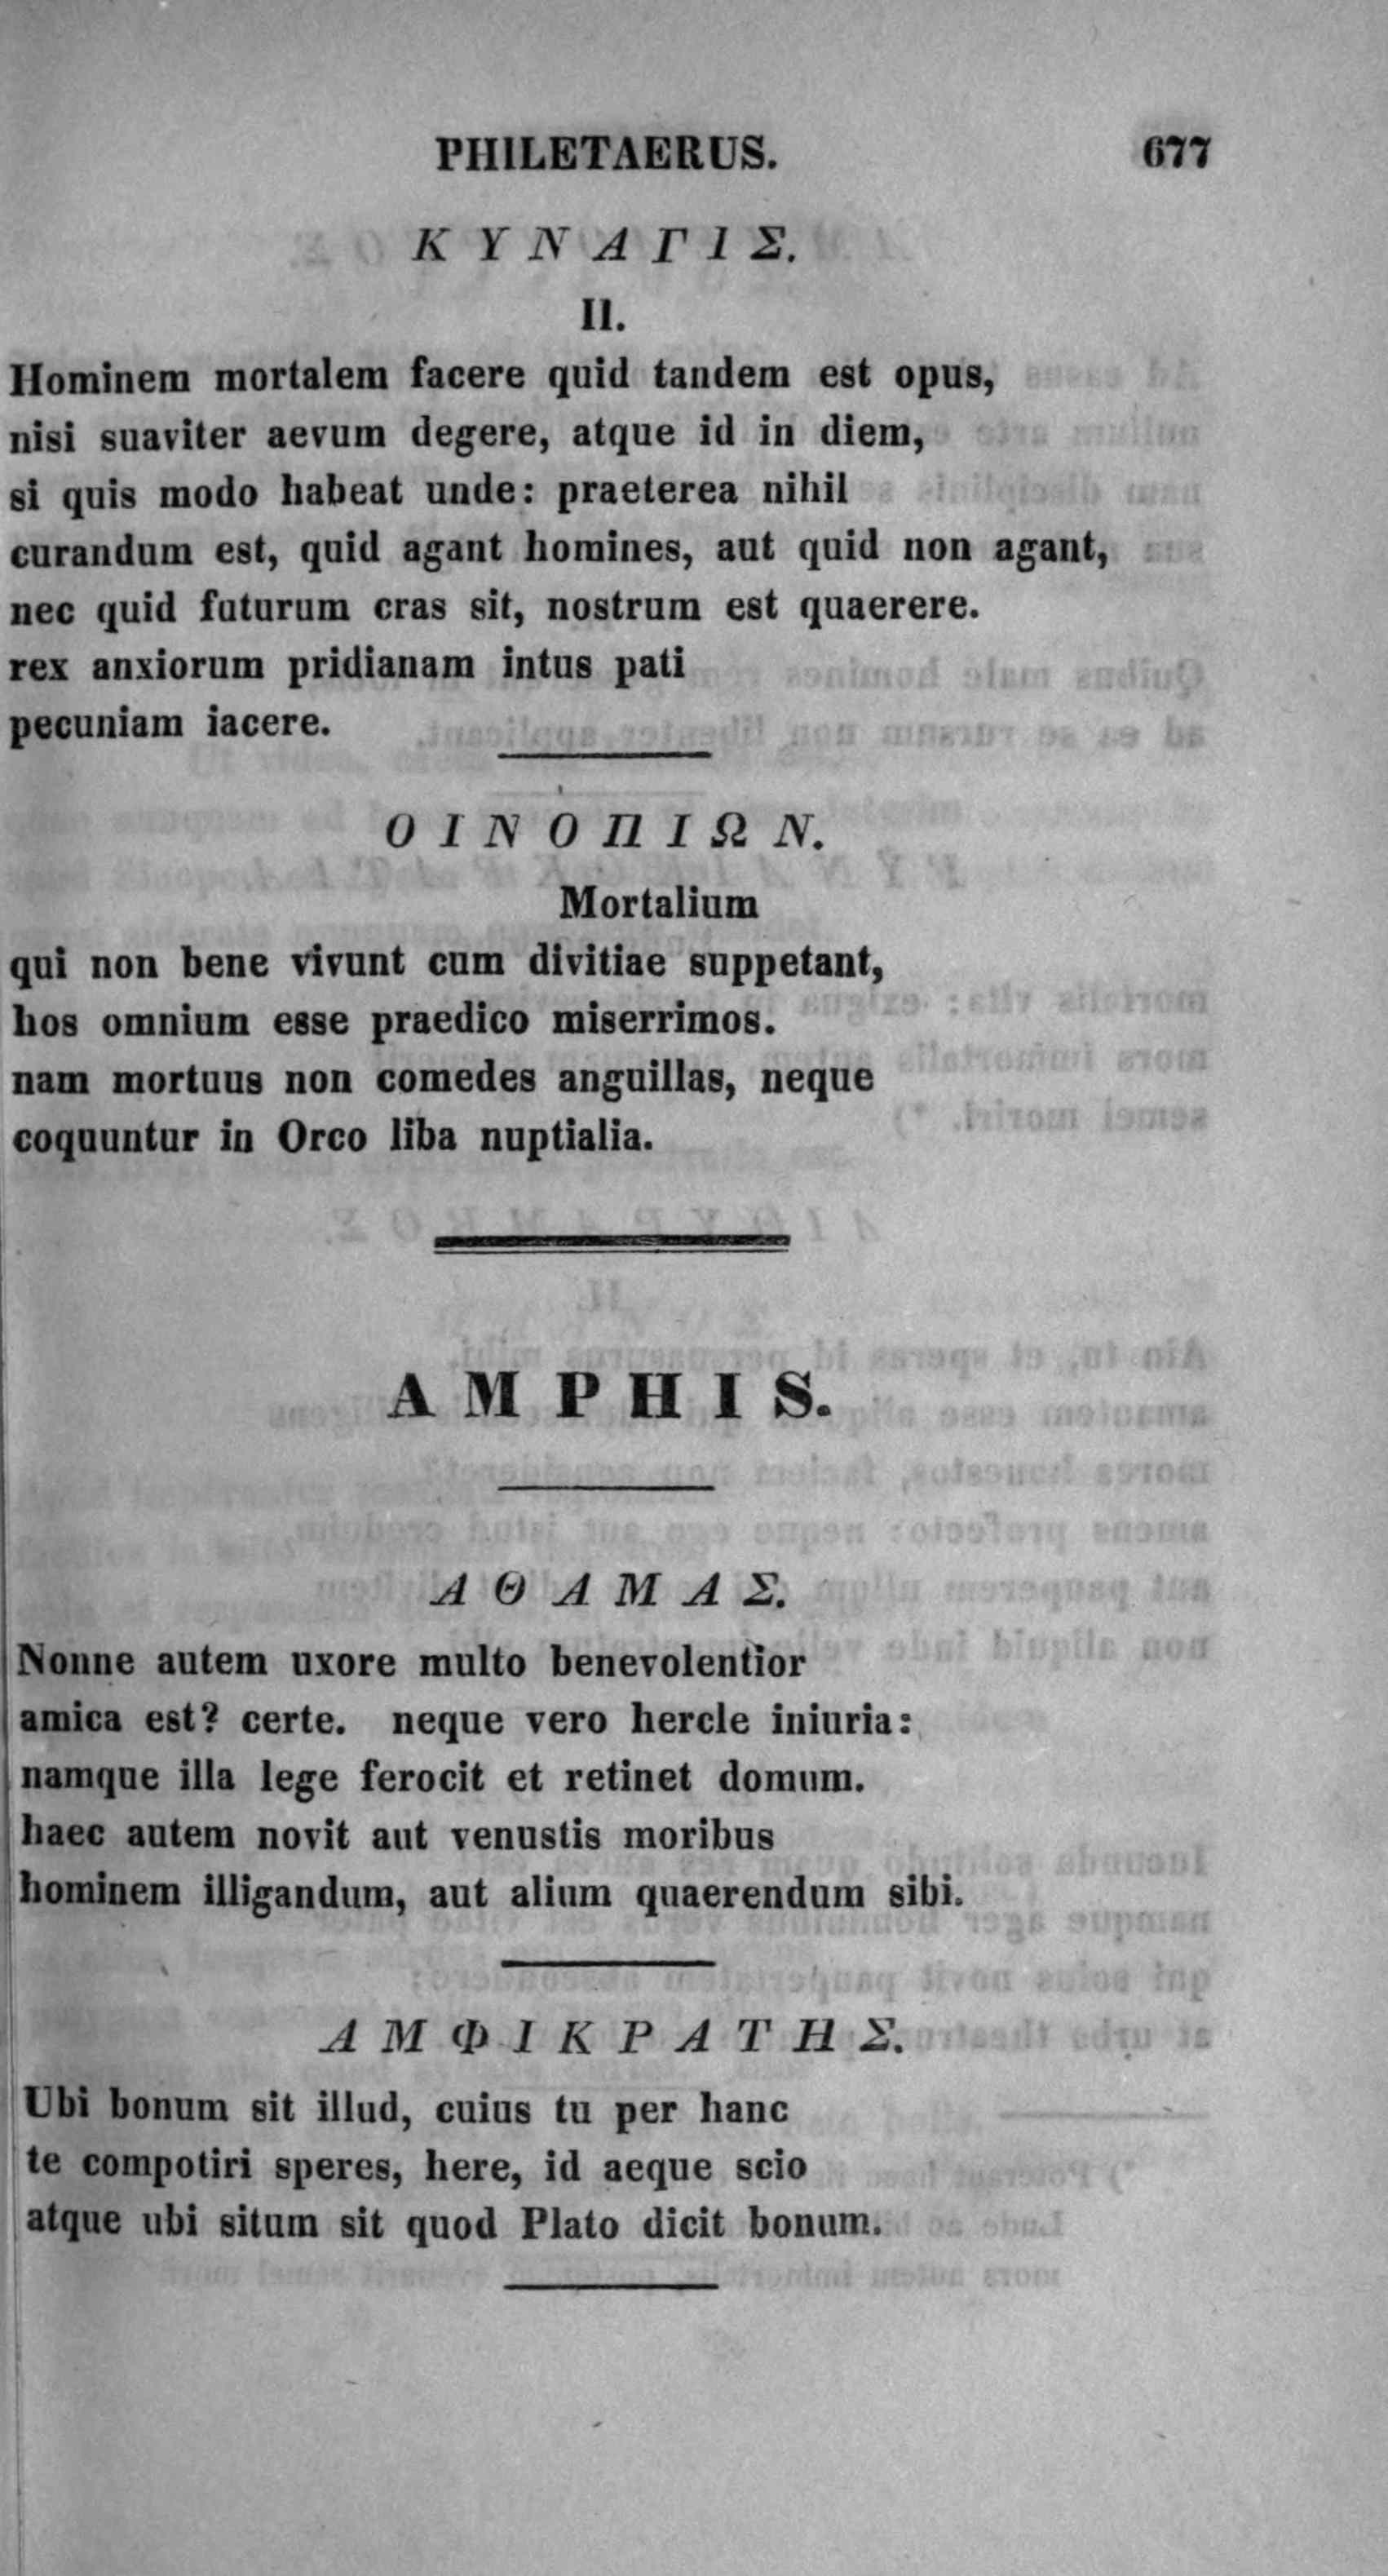 PHILETAERUS. 677
ΚΥΝΑΓΙΣ.
II.
Hominem mortalem facere quid tandem est opus,
nisi suaviter aevum degere, atque id in diem,
si quis modo habeat unde: praeterea nihil
curandum est, quid agant homines, aut quid non agant,
nec quid futurum cras sit, nostrum est quaerere.
rex anxiorum pridianam intus pati
pecuniam iacere.
ΟΙΝΟΠΙΩΝ.
Mortalium
qui non bene vivunt cum divitiae suppetant,
hos omnium esse praedico miserrimos.
nam mortuus non comedes anguillas, neque
coquuntur in Orco liba nuptialia.
AMPHIS.
ΑΘΑΜΑΣ.
Nonne autem uxore multo benevolentior
amica est? certe. neque vero hercle iniuria:
namque illa lege ferocit et retinet domum.
haec autem novit aut venustis moribus
hominem illigandum, aut alium quaerendum sibi.
ΑΜΦΙΚΡΑΤΗΣ.
Ubi bonum sit illud, cuius tu per hanc
te compotiri speres, here, id aeque scio
atque ubi situm sit quod Plato dicit bonum.